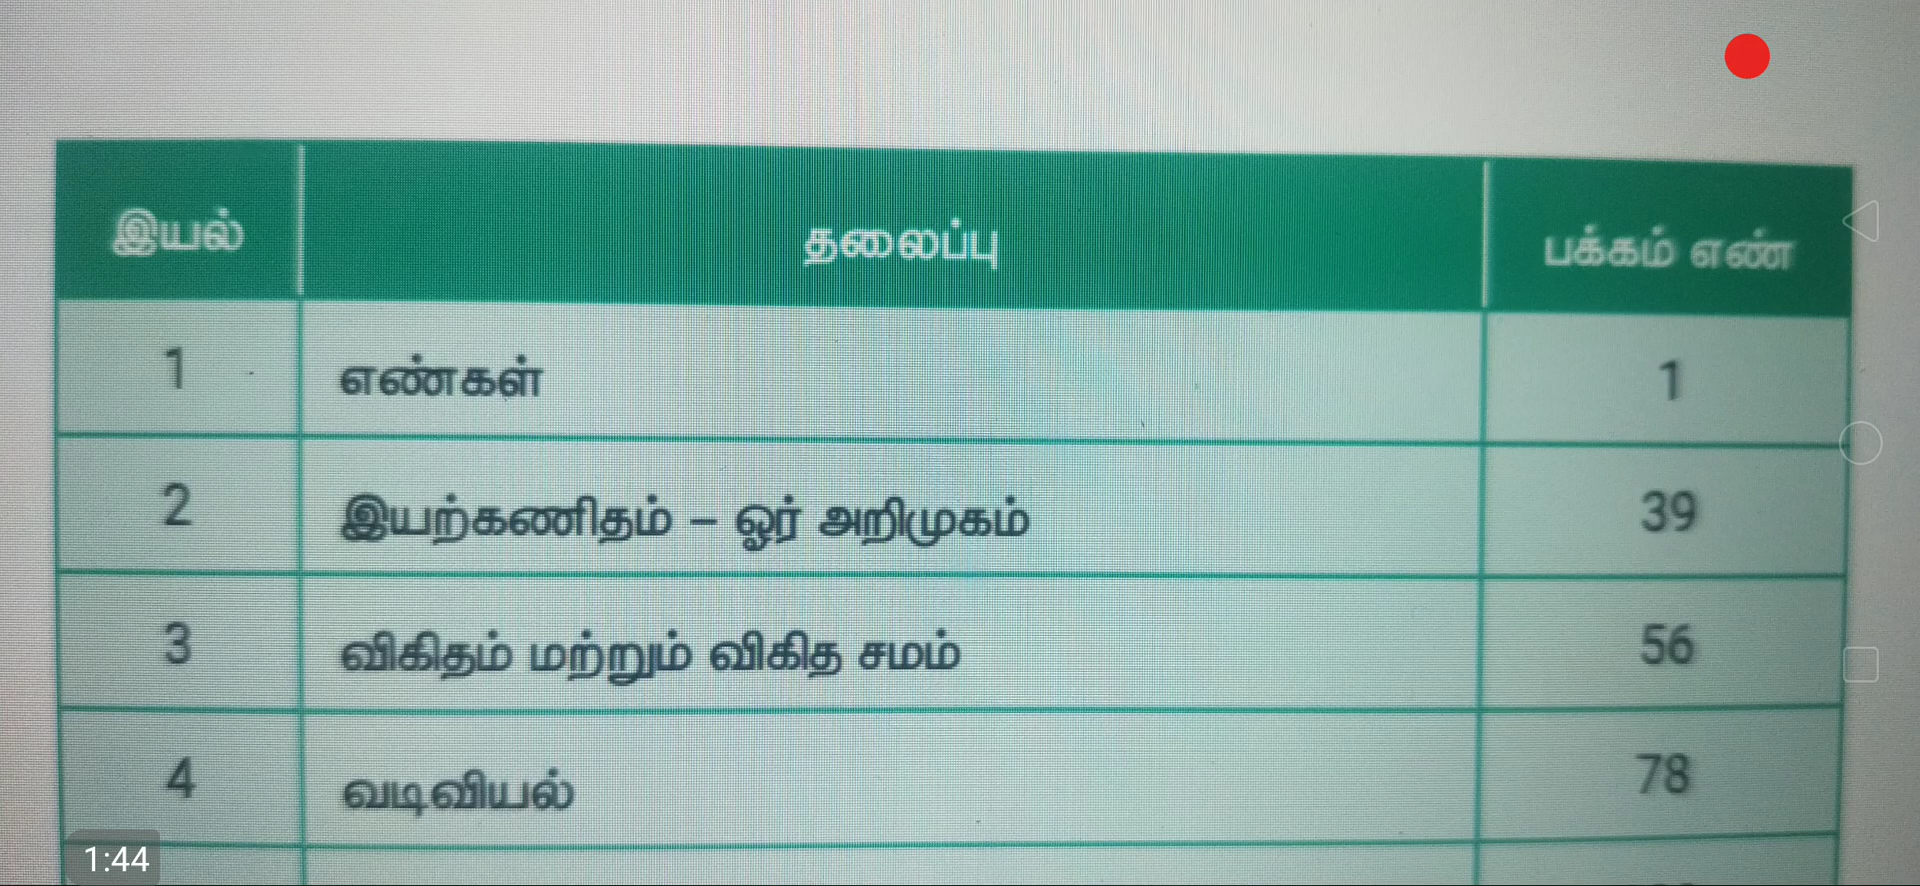 இயல் தலைப்பு பக்கம் எண்
1 எண்கள் 1
2 இயற்கணிதம் – ஓர் அறிமுகம் 39
3 விகிதம் மற்றும் விகித சமம் 56
4 வடிவியல் 78
1:44